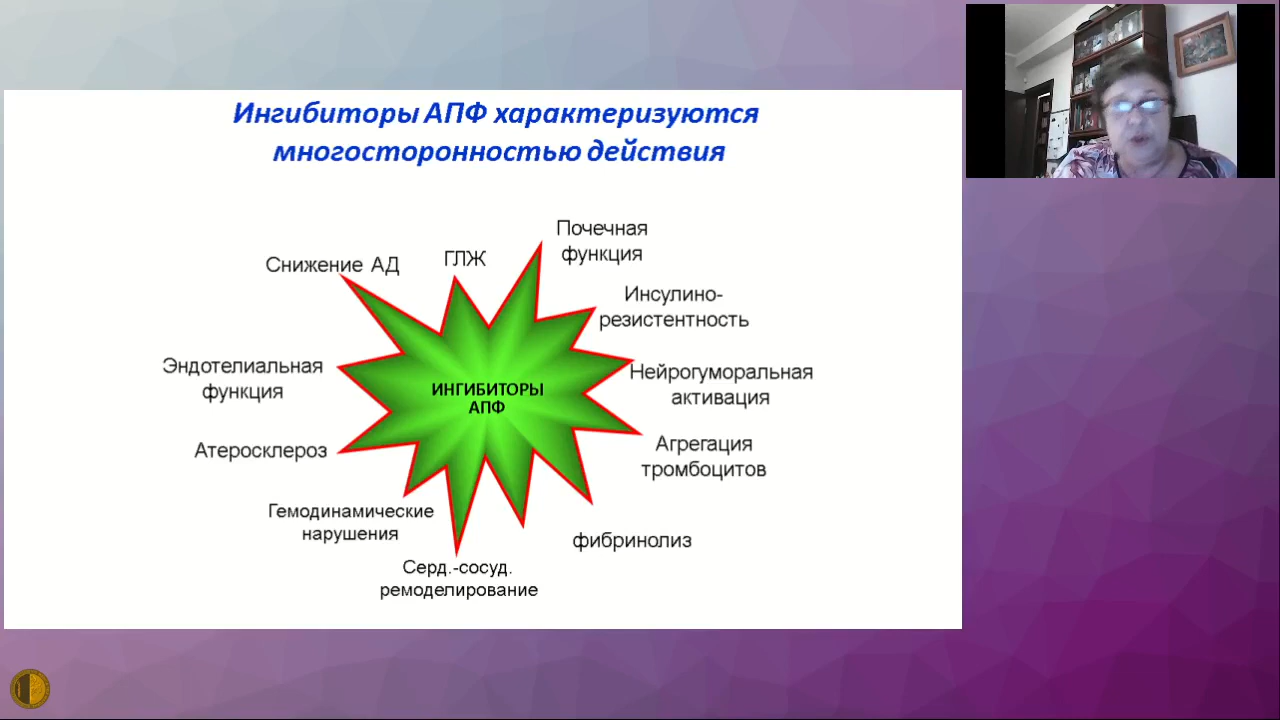 Ингибиторы АПФ характеризуются
многосторонностью действия
Почечная
функция
ГЛЖ
Снижение АД
Инсулино-
резистентность
Эндотелиальная
функция
Нейрогуморальная
активация
ИНГИБИТОРЫ
АПФ
Агрегация
тромбоцитов
Атеросклероз
Гемодинамические
нарушения
фибринолиз
Серд.-сосуд.
ремоделирование